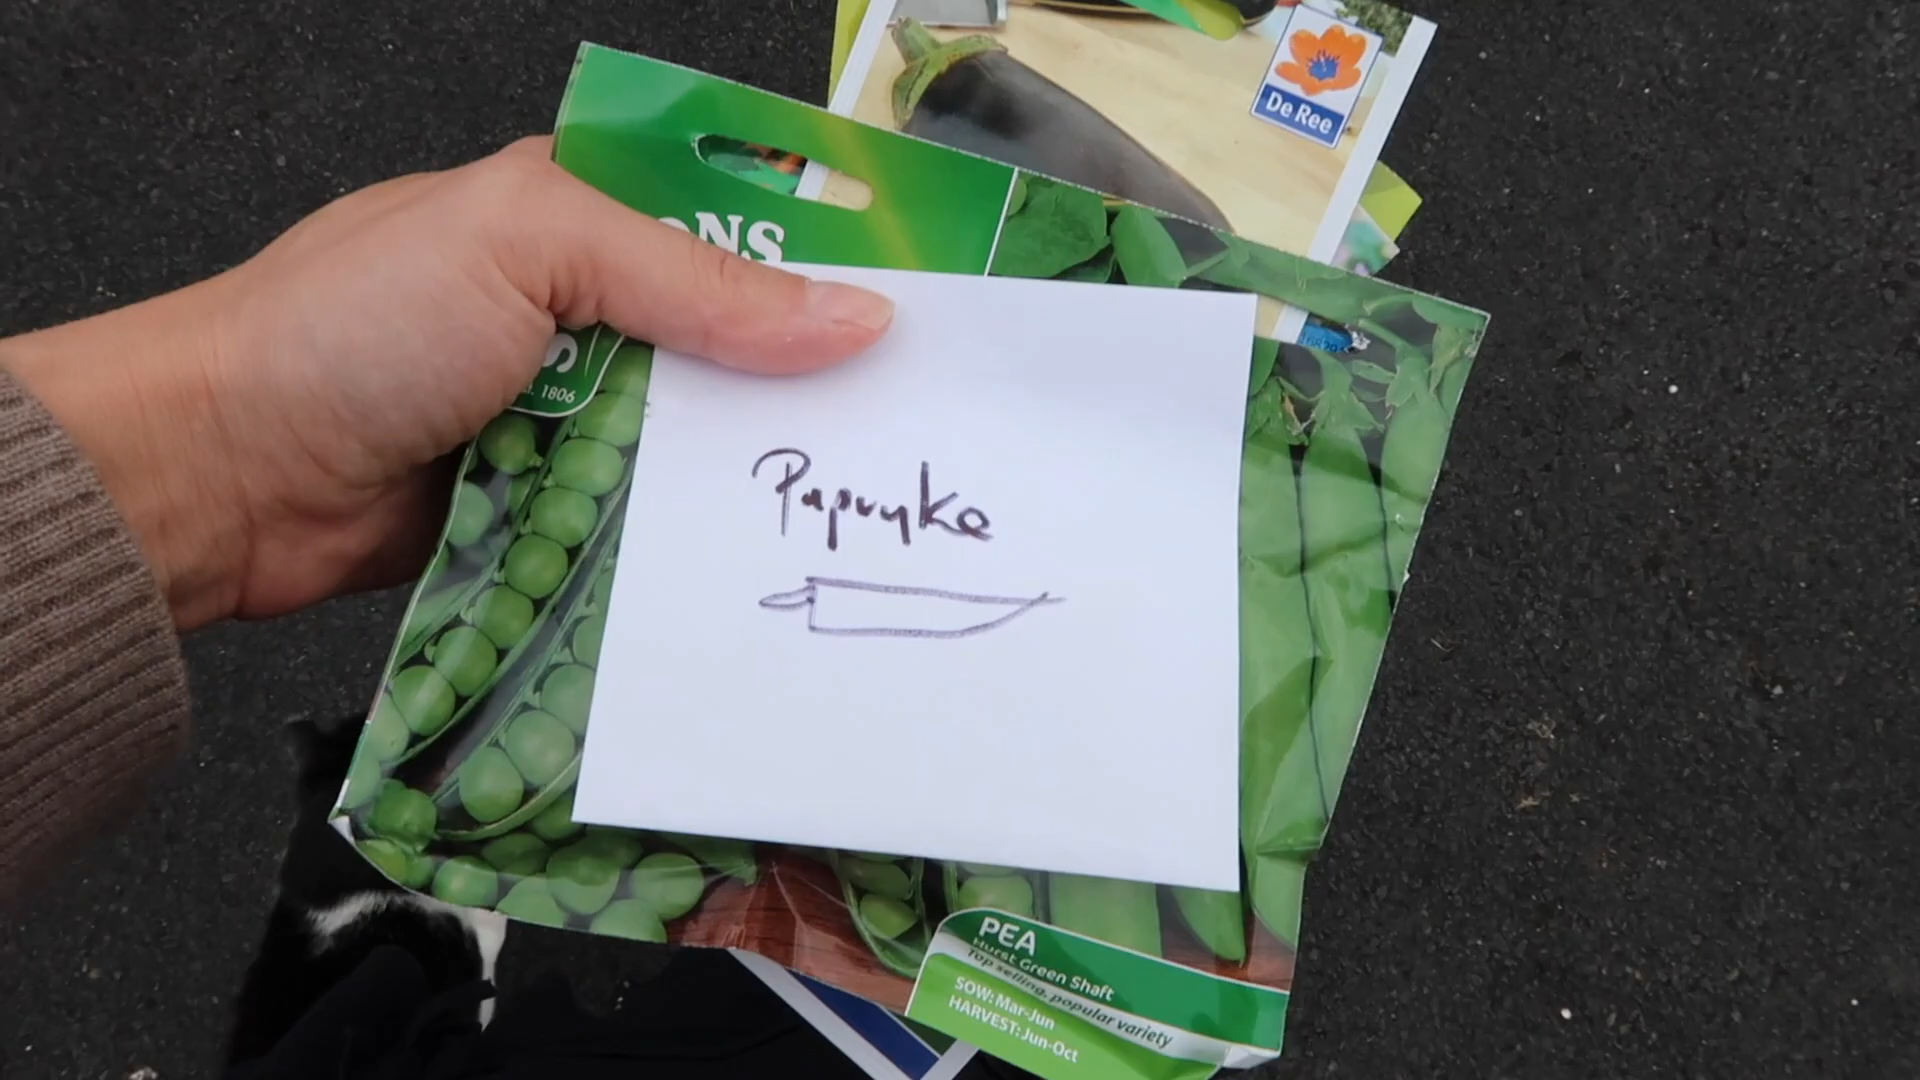 De Ree
ONS
S
. 1806
Papryka
PEA
Hurst Green Shaft
Top selling, popular variety
SOW: Mar-Jun
HARVEST: Jun-Oct